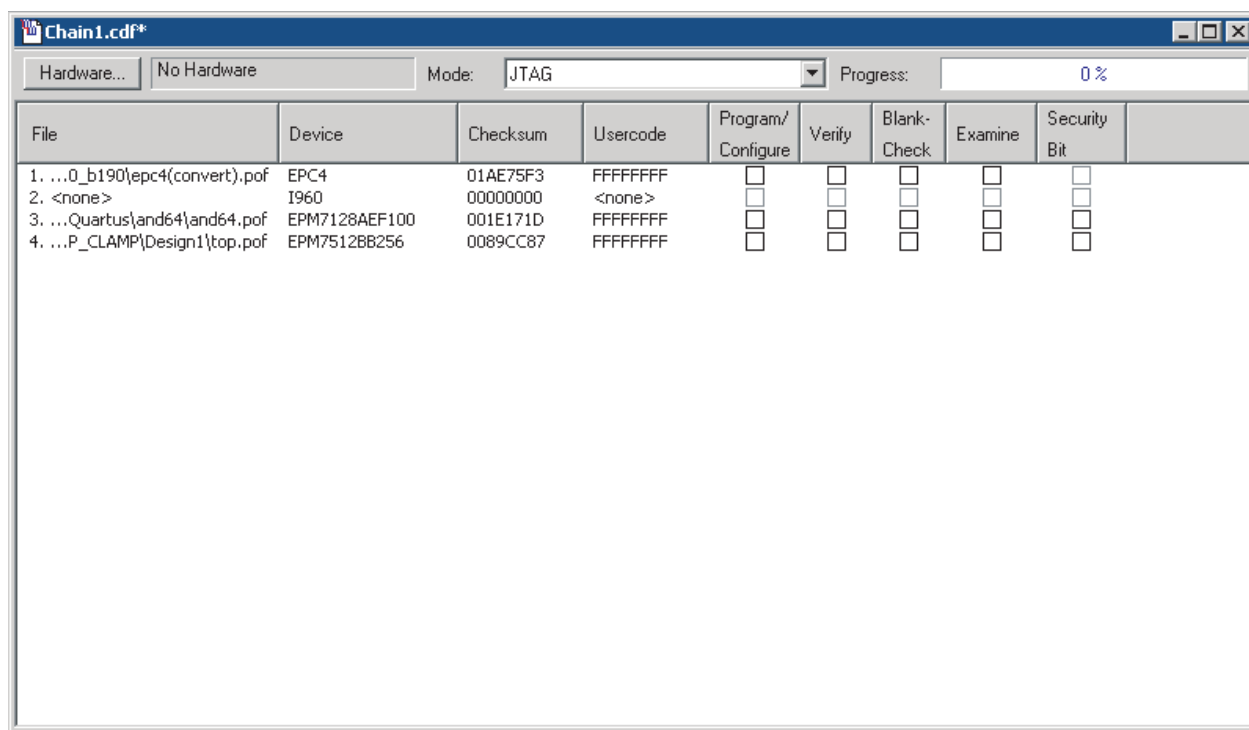 Chain1.cdf*
Hardware... No Hardware Mode: JTAG Progress: 0 %
File Device Checksum Usercode Program/ Configure Verify Blank- Check Examine Security Bit
1. ...0_b190\epc4(convert).pof EPC4 01AE75F3 FFFFFFFF
2. <none> I960 00000000 <none>
3. ...Quartus\and64\and64.pof EPM7128AEF100 001E171D FFFFFFFF
4. ...P_CLAMP\Design1\top.pof EPM7512BB256 0089CC87 FFFFFFFF